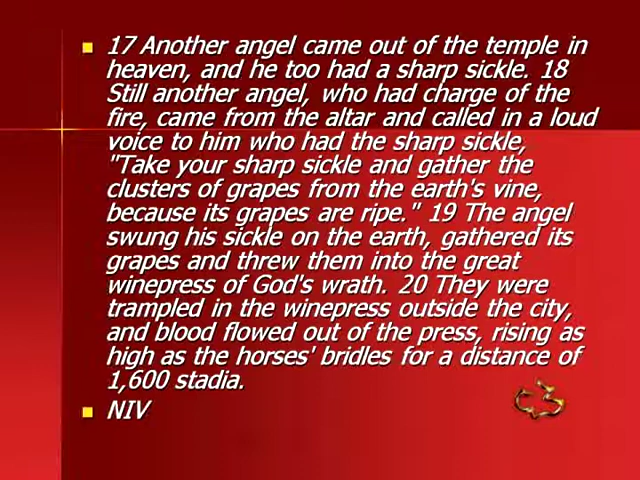 17 Another angel came out of the temple in
heaven, and he too had a sharp sickle. 18
Still another angel, who had charge of the
fire, came from the altar and called in a loud
voice to him who had the sharp sickle,
"Take your sharp sickle and gather the
clusters of grapes from the earth's vine,
because its grapes are ripe." 19 The angel
swung his sickle on the earth, gathered its
grapes and threw them into the great
winepress of God's wrath. 20 They were
trampled in the winepress outside the city,
and blood flowed out of the press, rising as
high as the horses' bridles for a distance of
1,600 stadia.
NIV